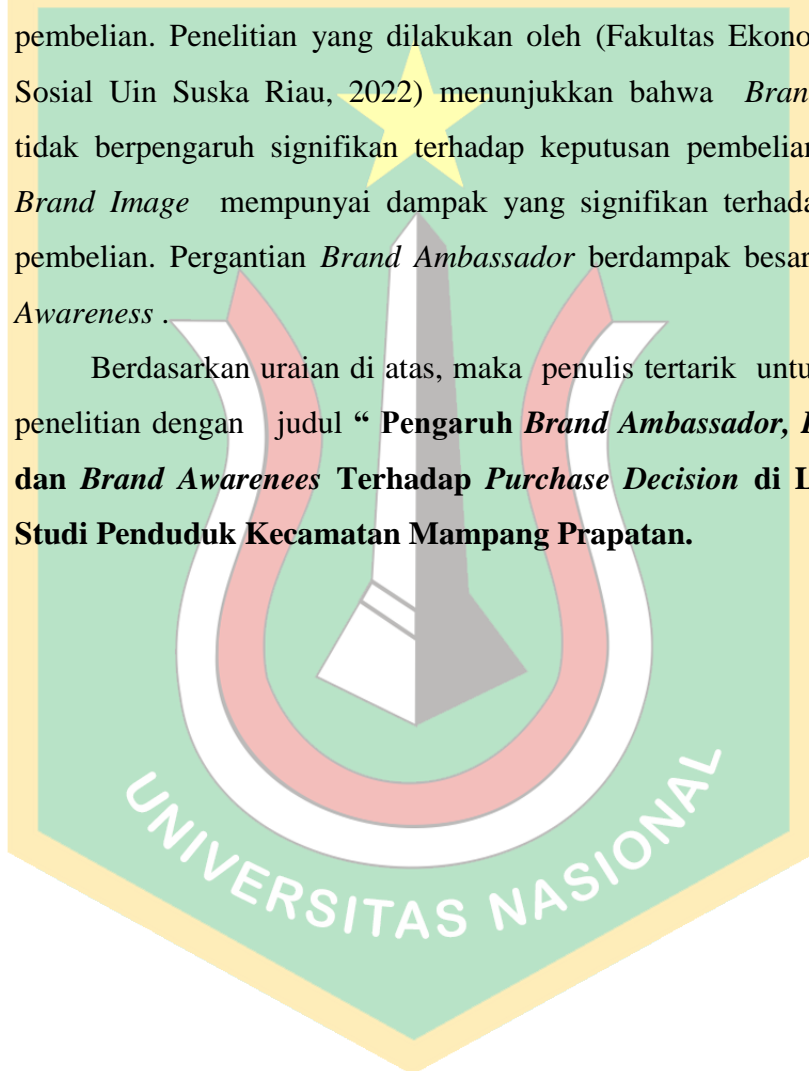 pembelian. Penelitian yang dilakukan oleh (Fakultas Ekono
Sosial Uin Suska Riau, 2022) menunjukkan bahwa Bran
tidak berpengaruh signifikan terhadap keputusan pembelian
Brand Image mempunyai dampak yang signifikan terhada
pembelian. Pergantian Brand Ambassador berdampak besar
Awareness .
Berdasarkan uraian di atas, maka penulis tertarik untu
penelitian dengan judul “ Pengaruh Brand Ambassador,
dan Brand Awarenees Terhadap Purchase Decision di L
Studi Penduduk Kecamatan Mampang Prapatan.
UNIVERSITAS NASIONAL